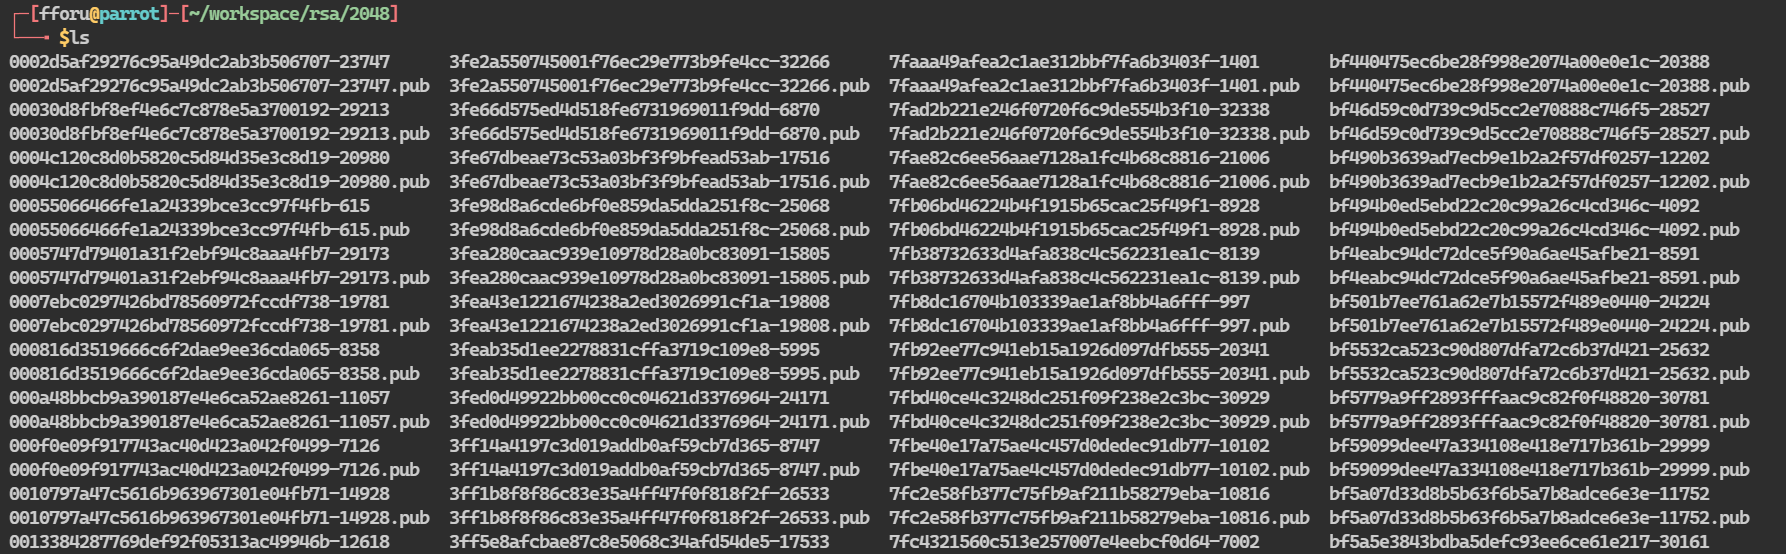 ┌─[fforu@parrot]─[~/workspace/rsa/2048]
└──╼ $ls
0002d5af29276c95a49dc2ab3b506707-23747 3fe2a550745001f76ec29e773b9fe4cc-32266 7faaa49afea2c1ae312bbf7fa6b3403f-1401 bf440475ec6be28f998e2074a00e0e1c-20388
0002d5af29276c95a49dc2ab3b506707-23747.pub 3fe2a550745001f76ec29e773b9fe4cc-32266.pub 7faaa49afea2c1ae312bbf7fa6b3403f-1401.pub bf440475ec6be28f998e2074a00e0e1c-20388.pub
00030d8fbf8ef4e6c7c878e5a3700192-29213 3fe66d575ed4d518fe6731969011f9dd-6870 7fad2b221e246f0720f6c9de554b3f10-32338 bf46d59c0d739c9d5cc2e70888c746f5-28527
00030d8fbf8ef4e6c7c878e5a3700192-29213.pub 3fe66d575ed4d518fe6731969011f9dd-6870.pub 7fad2b221e246f0720f6c9de554b3f10-32338.pub bf46d59c0d739c9d5cc2e70888c746f5-28527.pub
0004c120c8d0b5820c5d84d35e3c8d19-20980 3fe67dbeae73c53a03bf3f9bfead53ab-17516 7fae82c6ee56aae7128a1fc4b68c8816-21006 bf490b3639ad7ecb9e1b2a2f57df0257-12202
0004c120c8d0b5820c5d84d35e3c8d19-20980.pub 3fe67dbeae73c53a03bf3f9bfead53ab-17516.pub 7fae82c6ee56aae7128a1fc4b68c8816-21006.pub bf490b3639ad7ecb9e1b2a2f57df0257-12202.pub
00055066466fe1a24339bce3cc97f4fb-615 3fe98d8a6cde6bf0e859da5dda251f8c-25068 7fb06bd46224b4f1915b65cac25f49f1-8928 bf494b0ed5ebd22c20c99a26c4cd346c-4092
00055066466fe1a24339bce3cc97f4fb-615.pub 3fe98d8a6cde6bf0e859da5dda251f8c-25068.pub 7fb06bd46224b4f1915b65cac25f49f1-8928.pub bf494b0ed5ebd22c20c99a26c4cd346c-4092.pub
0005747d79401a31f2ebf94c8aaa4fb7-29173 3fea280caac939e10978d28a0bc83091-15805 7fb38732633d4afa838c4c562231ea1c-8139 bf4eabc94dc72dce5f90a6ae45afbe21-8591
0005747d79401a31f2ebf94c8aaa4fb7-29173.pub 3fea280caac939e10978d28a0bc83091-15805.pub 7fb38732633d4afa838c4c562231ea1c-8139.pub bf4eabc94dc72dce5f90a6ae45afbe21-8591.pub
0007ebc0297426bd78560972fccdf738-19781 3fea43e1221674238a2ed3026991cf1a-19808 7fb8dc16704b103339ae1af8bb4a6fff-997 bf501b7ee761a62e7b15572f489e0440-24224
0007ebc0297426bd78560972fccdf738-19781.pub 3fea43e1221674238a2ed3026991cf1a-19808.pub 7fb8dc16704b103339ae1af8bb4a6fff-997.pub bf501b7ee761a62e7b15572f489e0440-24224.pub
000816d3519666c6f2dae9ee36cda065-8358 3feab35d1ee2278831cffa3719c109e8-5995 7fb92ee77c941eb15a1926d097dfb555-20341 bf5532ca523c90d807dfa72c6b37d421-25632
000816d3519666c6f2dae9ee36cda065-8358.pub 3feab35d1ee2278831cffa3719c109e8-5995.pub 7fb92ee77c941eb15a1926d097dfb555-20341.pub bf5532ca523c90d807dfa72c6b37d421-25632.pub
000a48bbcb9a390187e4e6ca52ae8261-11057 3fed0d49922bb00cc0c04621d3376964-24171 7fbd40ce4c3248dc251f09f238e2c3bc-30929 bf5779a9ff2893fffaac9c82f0f48820-30781
000a48bbcb9a390187e4e6ca52ae8261-11057.pub 3fed0d49922bb00cc0c04621d3376964-24171.pub 7fbd40ce4c3248dc251f09f238e2c3bc-30929.pub bf5779a9ff2893fffaac9c82f0f48820-30781.pub
000f0e09f917743ac40d423a042f0499-7126 3ff14a4197c3d019addb0af59cb7d365-8747 7fbe40e17a75ae4c457d0dedec91db77-10102 bf59099dee47a334108e418e717b361b-29999
000f0e09f917743ac40d423a042f0499-7126.pub 3ff14a4197c3d019addb0af59cb7d365-8747.pub 7fbe40e17a75ae4c457d0dedec91db77-10102.pub bf59099dee47a334108e418e717b361b-29999.pub
0010797a47c5616b963967301e04fb71-14928 3ff1b8f8f86c83e35a4ff47f0f818f2f-26533 7fc2e58fb377c75fb9af211b58279eba-10816 bf5a07d33d8b5b63f6b5a7b8adce6e3e-11752
0010797a47c5616b963967301e04fb71-14928.pub 3ff1b8f8f86c83e35a4ff47f0f818f2f-26533.pub 7fc2e58fb377c75fb9af211b58279eba-10816.pub bf5a07d33d8b5b63f6b5a7b8adce6e3e-11752.pub
0013384287769def92f05313ac49946b-12618 3ff5e8afcbae87c8e5068c34afd54de5-17533 7fc4321560c513e257007e4eebcf0d64-7002 bf5a5e3843bdba5defc93ee6ce61e217-30161